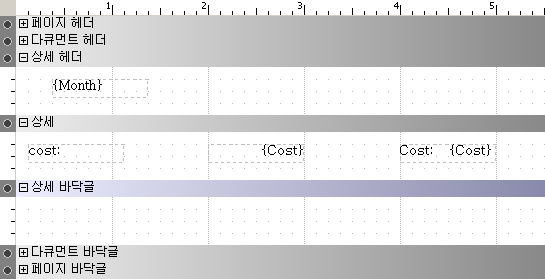 1 2 3 4 5
페이지 헤더
다큐먼트 헤더
상세 헤더
{Month}
상세
cost: {Cost} Cost: {Cost}
상세 바닥글
다큐먼트 바닥글
페이지 바닥글